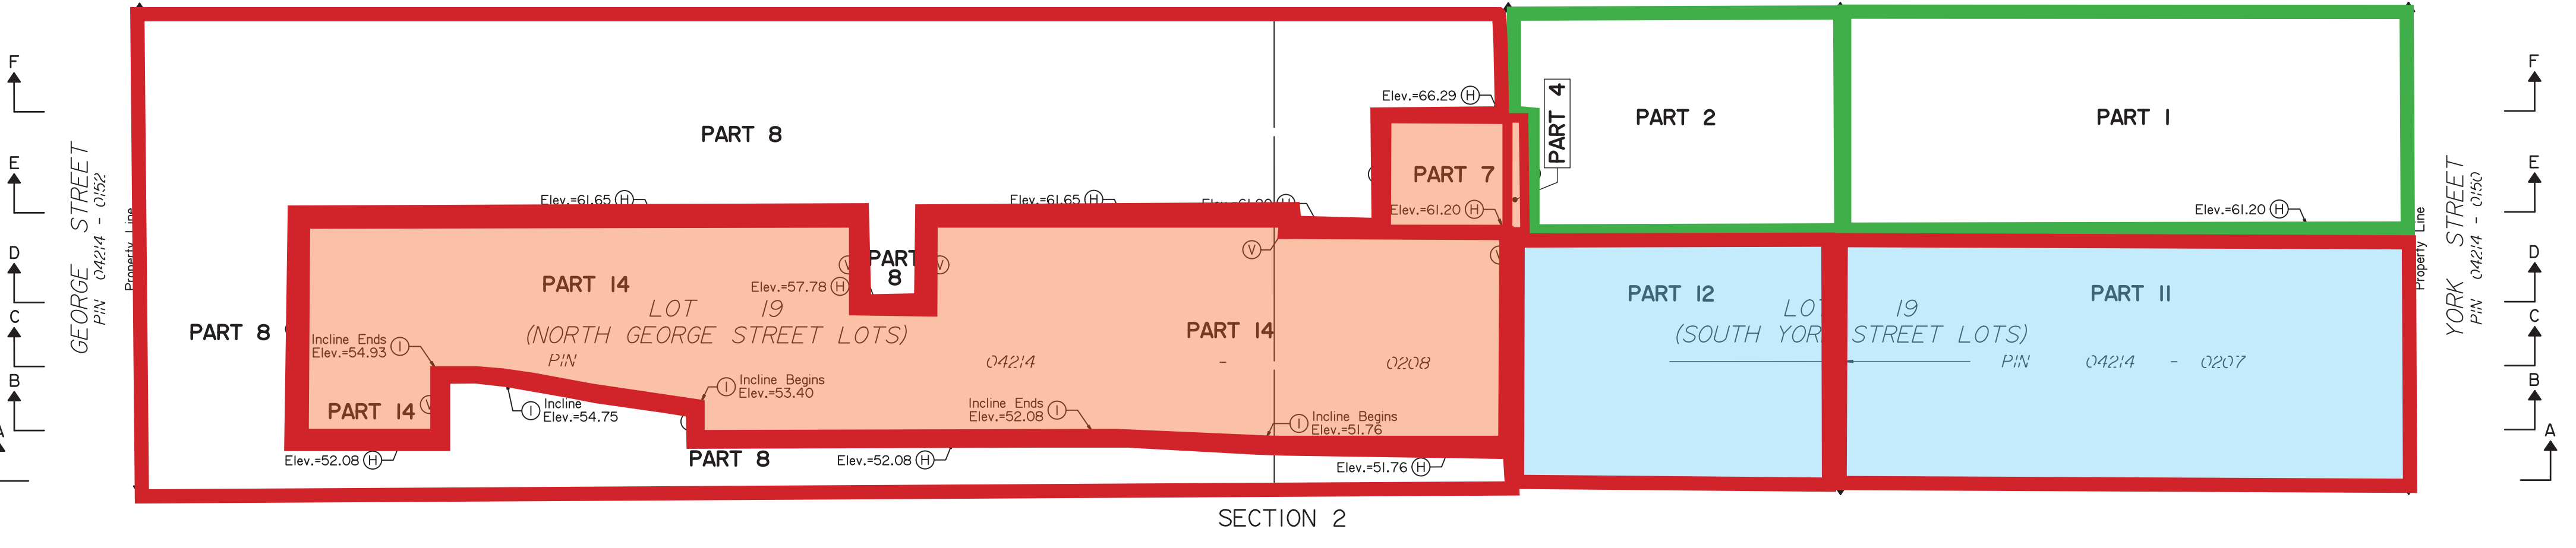 F
E
D
C
B
A
GEORGE STREET
PIN 04214 - 0152
Property Line
PART 8
Elev.=66.29 H
PART 4
PART 2
PART 1
PART 7
Elev.=61.65 H
Elev.=61.65 H
Elev.=61.20 H
Elev.=61.20 H
Elev.=61.20 H
V
V
V
V
PART
8
PART 14
Elev.=57.78 H
LOT 19
(NORTH GEORGE STREET LOTS)
PIN 04214 - 0208
PART 14
PART 12
PART 11
LOT 19
(SOUTH YORK STREET LOTS)
PIN 04214 - 0207
PART 8
Incline Ends
Elev.=54.93 I
PART 14
V
I Incline
Elev.=54.75
I Incline Begins
Elev.=53.40
Incline Ends
Elev.=52.08 I
I Incline Begins
Elev.=51.76
Elev.=52.08 H
PART 8
Elev.=52.08 H
Elev.=51.76 H
SECTION 2
Property Line
YORK STREET
PIN 04214 - 0150
F
E
D
C
B
A